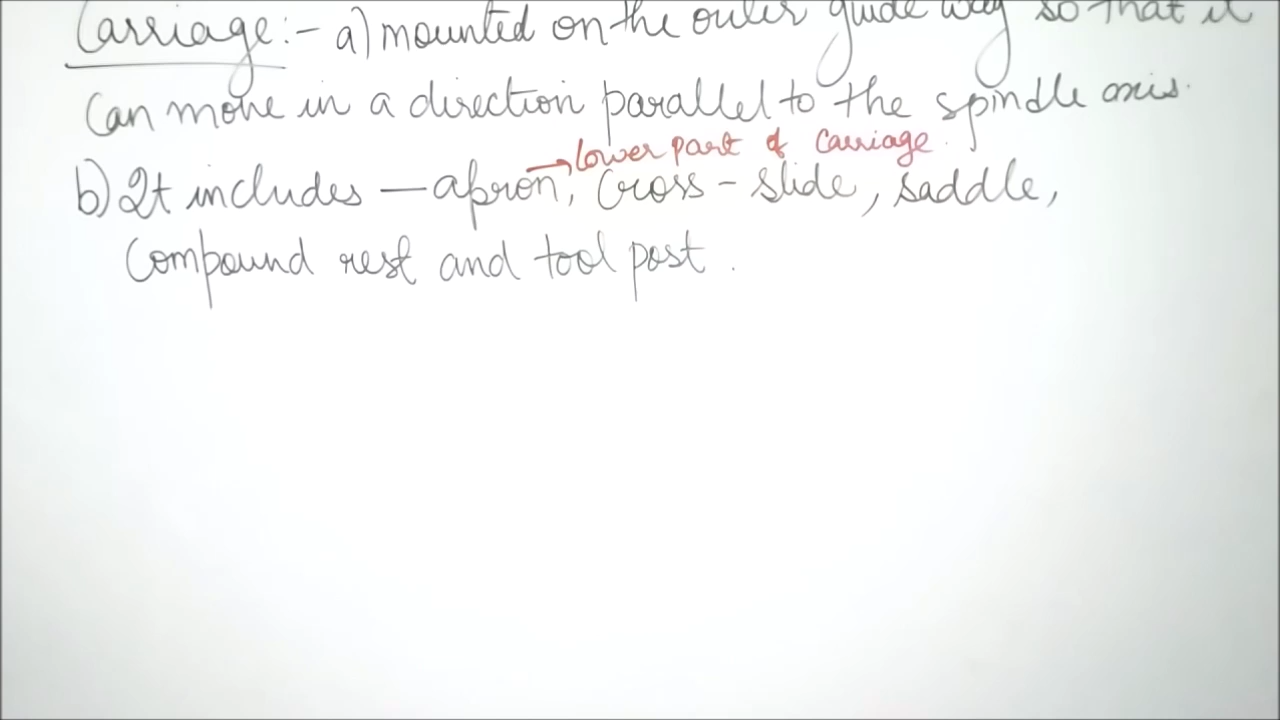 Carriage:- a) mounted on the outer guide way so that it
Can move in a direction parallel to the spindle axis.
→ lower part of Carriage.
b) It includes — apron, Cross - slide, saddle,
Compound rest and tool post.